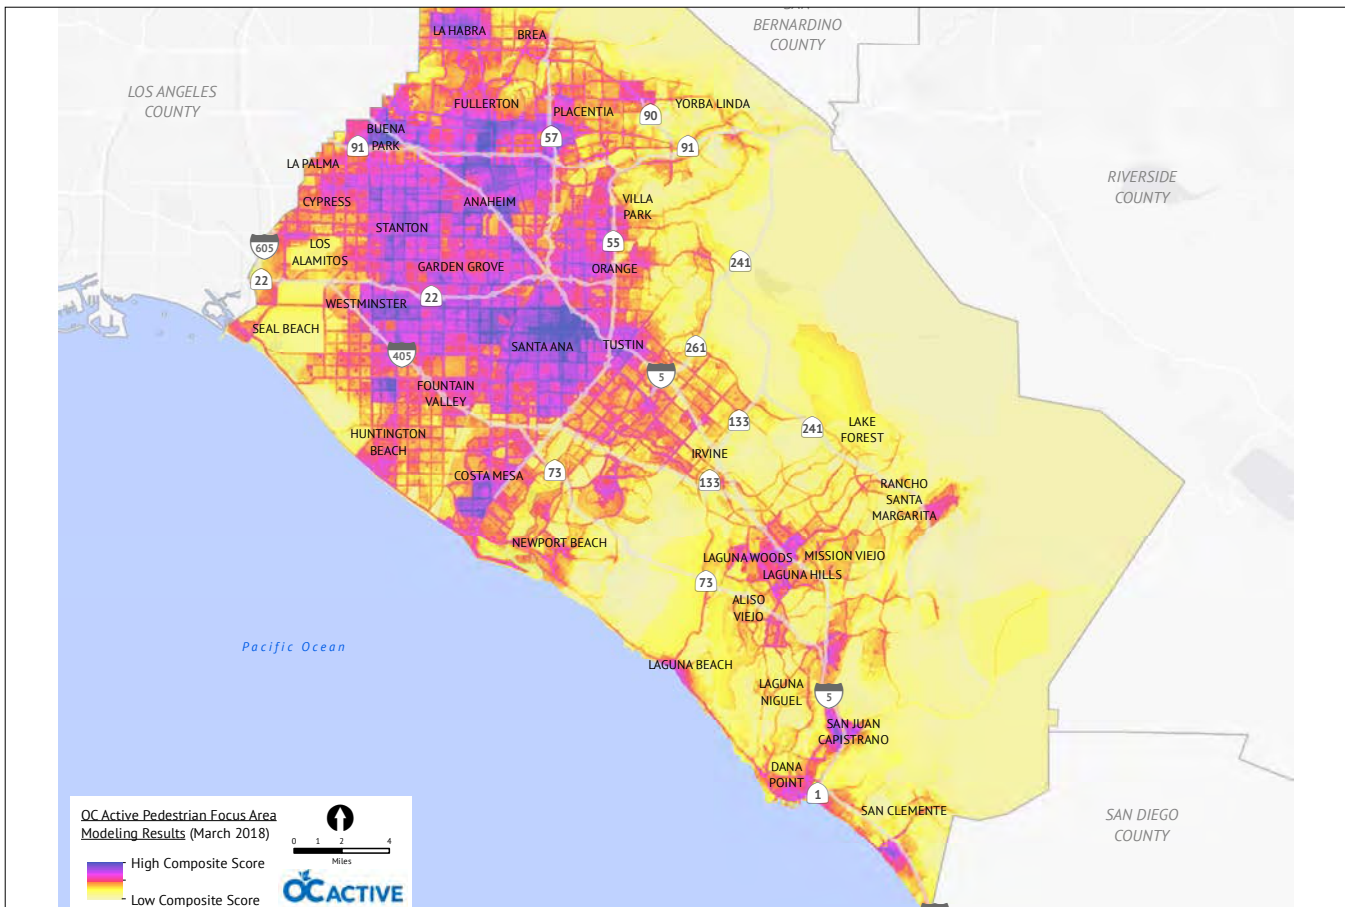 SAN
BERNARDINO
COUNTY
LA HABRA
BREA
LOS ANGELES
COUNTY
FULLERTON
PLACENTIA
90
YORBA LINDA
BUENA
PARK
57
91
91
LA PALMA
RIVERSIDE
COUNTY
CYPRESS
ANAHEIM
VILLA
PARK
STANTON
605
LOS
ALAMITOS
55
GARDEN GROVE
ORANGE
241
22
WESTMINSTER
22
SEAL BEACH
SANTA ANA
TUSTIN
261
405
5
FOUNTAIN
VALLEY
133
241
LAKE
FOREST
HUNTINGTON
BEACH
IRVINE
COSTA MESA
73
133
RANCHO
SANTA
MARGARITA
NEWPORT BEACH
LAGUNA WOODS
MISSION VIEJO
LAGUNA HILLS
73
ALISO
VIEJO
Pacific Ocean
LAGUNA BEACH
LAGUNA
NIGUEL
5
SAN JUAN
CAPISTRANO
DANA
POINT
1
SAN CLEMENTE
SAN DIEGO
COUNTY
OC Active Pedestrian Focus Area
Modeling Results (March 2018)
0 1 2 4
Miles
High Composite Score
Low Composite Score
OC ACTIVE